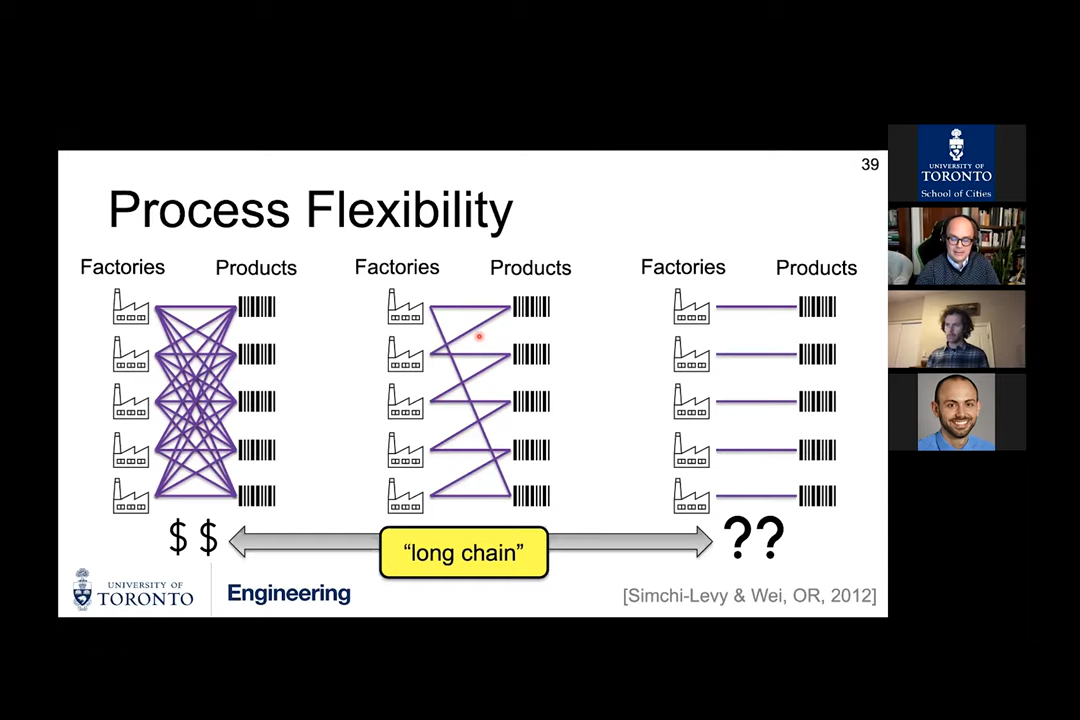 39
Process Flexibility
Factories Products Factories Products Factories Products
$ $
"long chain"
??
UNIVERSITY OF
TORONTO
Engineering
[Simchi-Levy & Wei, OR, 2012]
UNIVERSITY OF
TORONTO
School of Cities